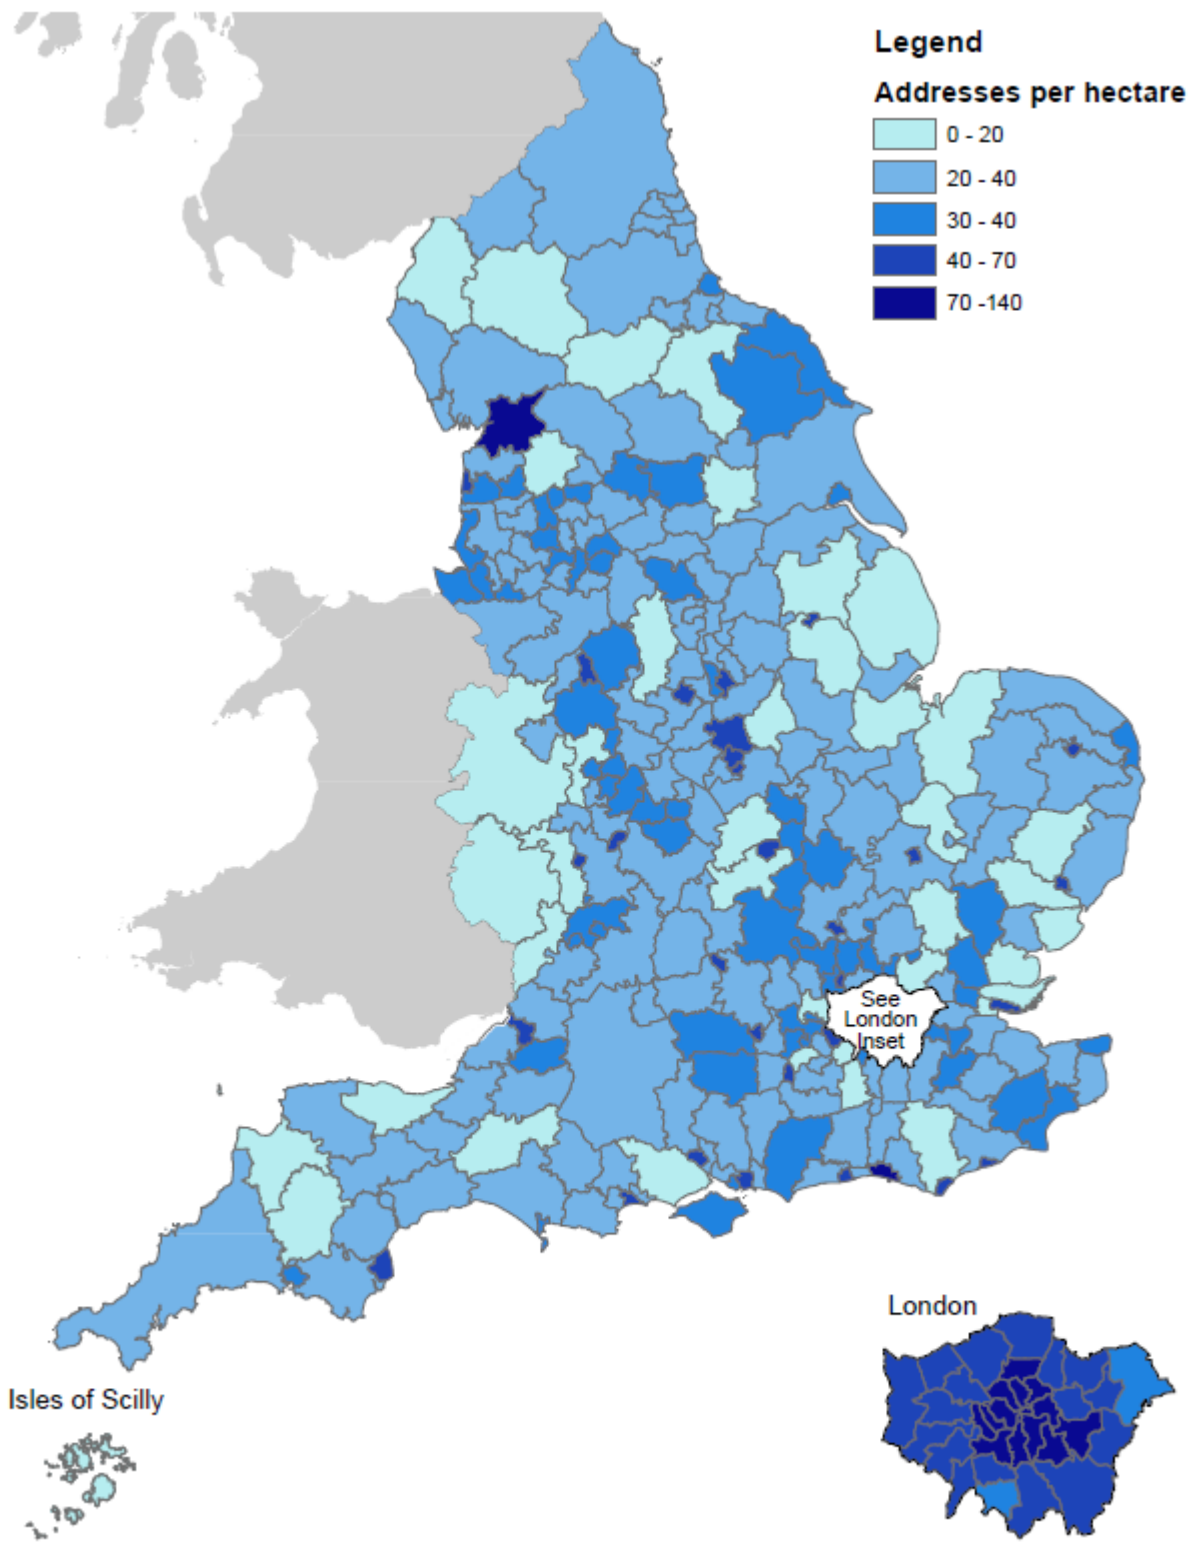 Legend
Addresses per hectare
0 - 20
20 - 40
30 - 40
40 - 70
70 -140
See
London
Inset
London
Isles of Scilly